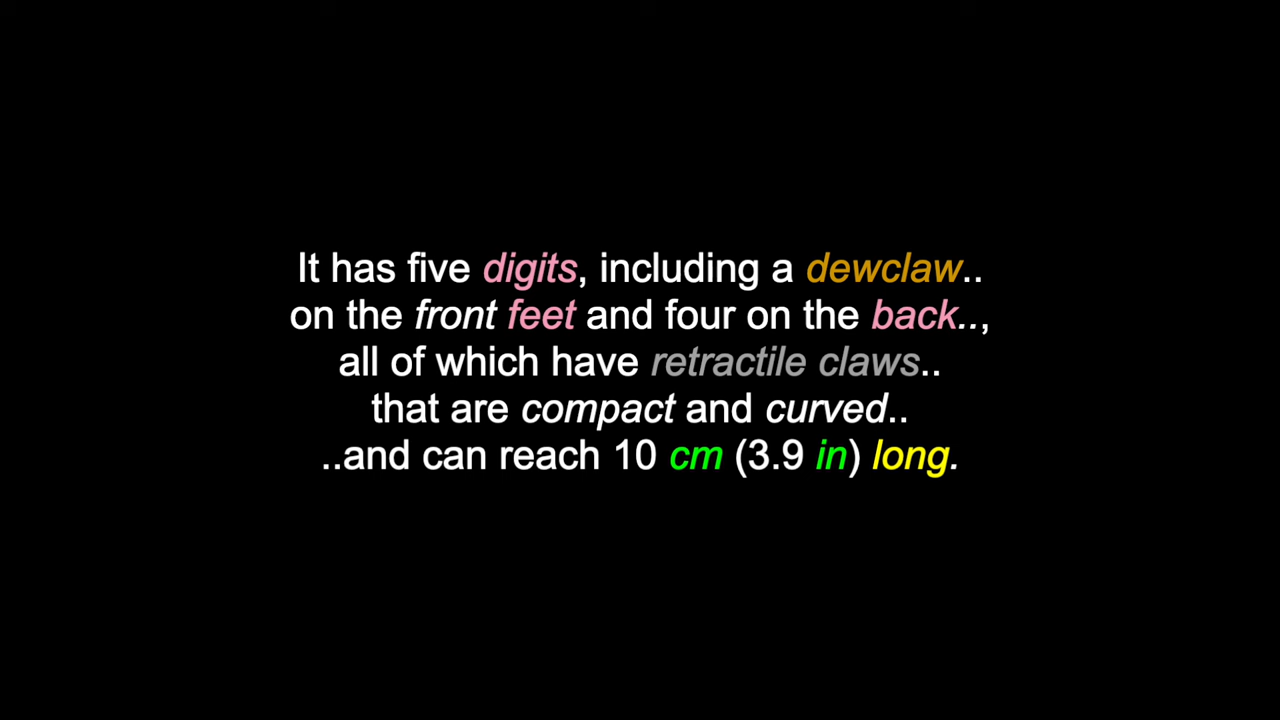 It has five digits, including a dewclaw..
on the front feet and four on the back..,
all of which have retractile claws..
that are compact and curved..
..and can reach 10 cm (3.9 in) long.